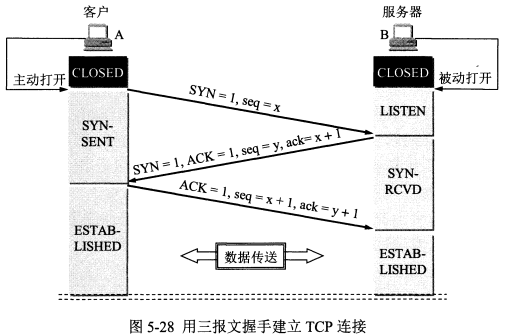 客户
服务器
A
B
主动打开
CLOSED
CLOSED
被动打开
SYN = 1, seq = x
LISTEN
SYN-
SENT
SYN = 1, ACK = 1, seq = y, ack= x + 1
SYN-
RCVD
ACK = 1, seq = x + 1, ack = y + 1
ESTAB-
LISHED
数据传送
ESTAB-
LISHED
图 5-28 用三报文握手建立 TCP 连接